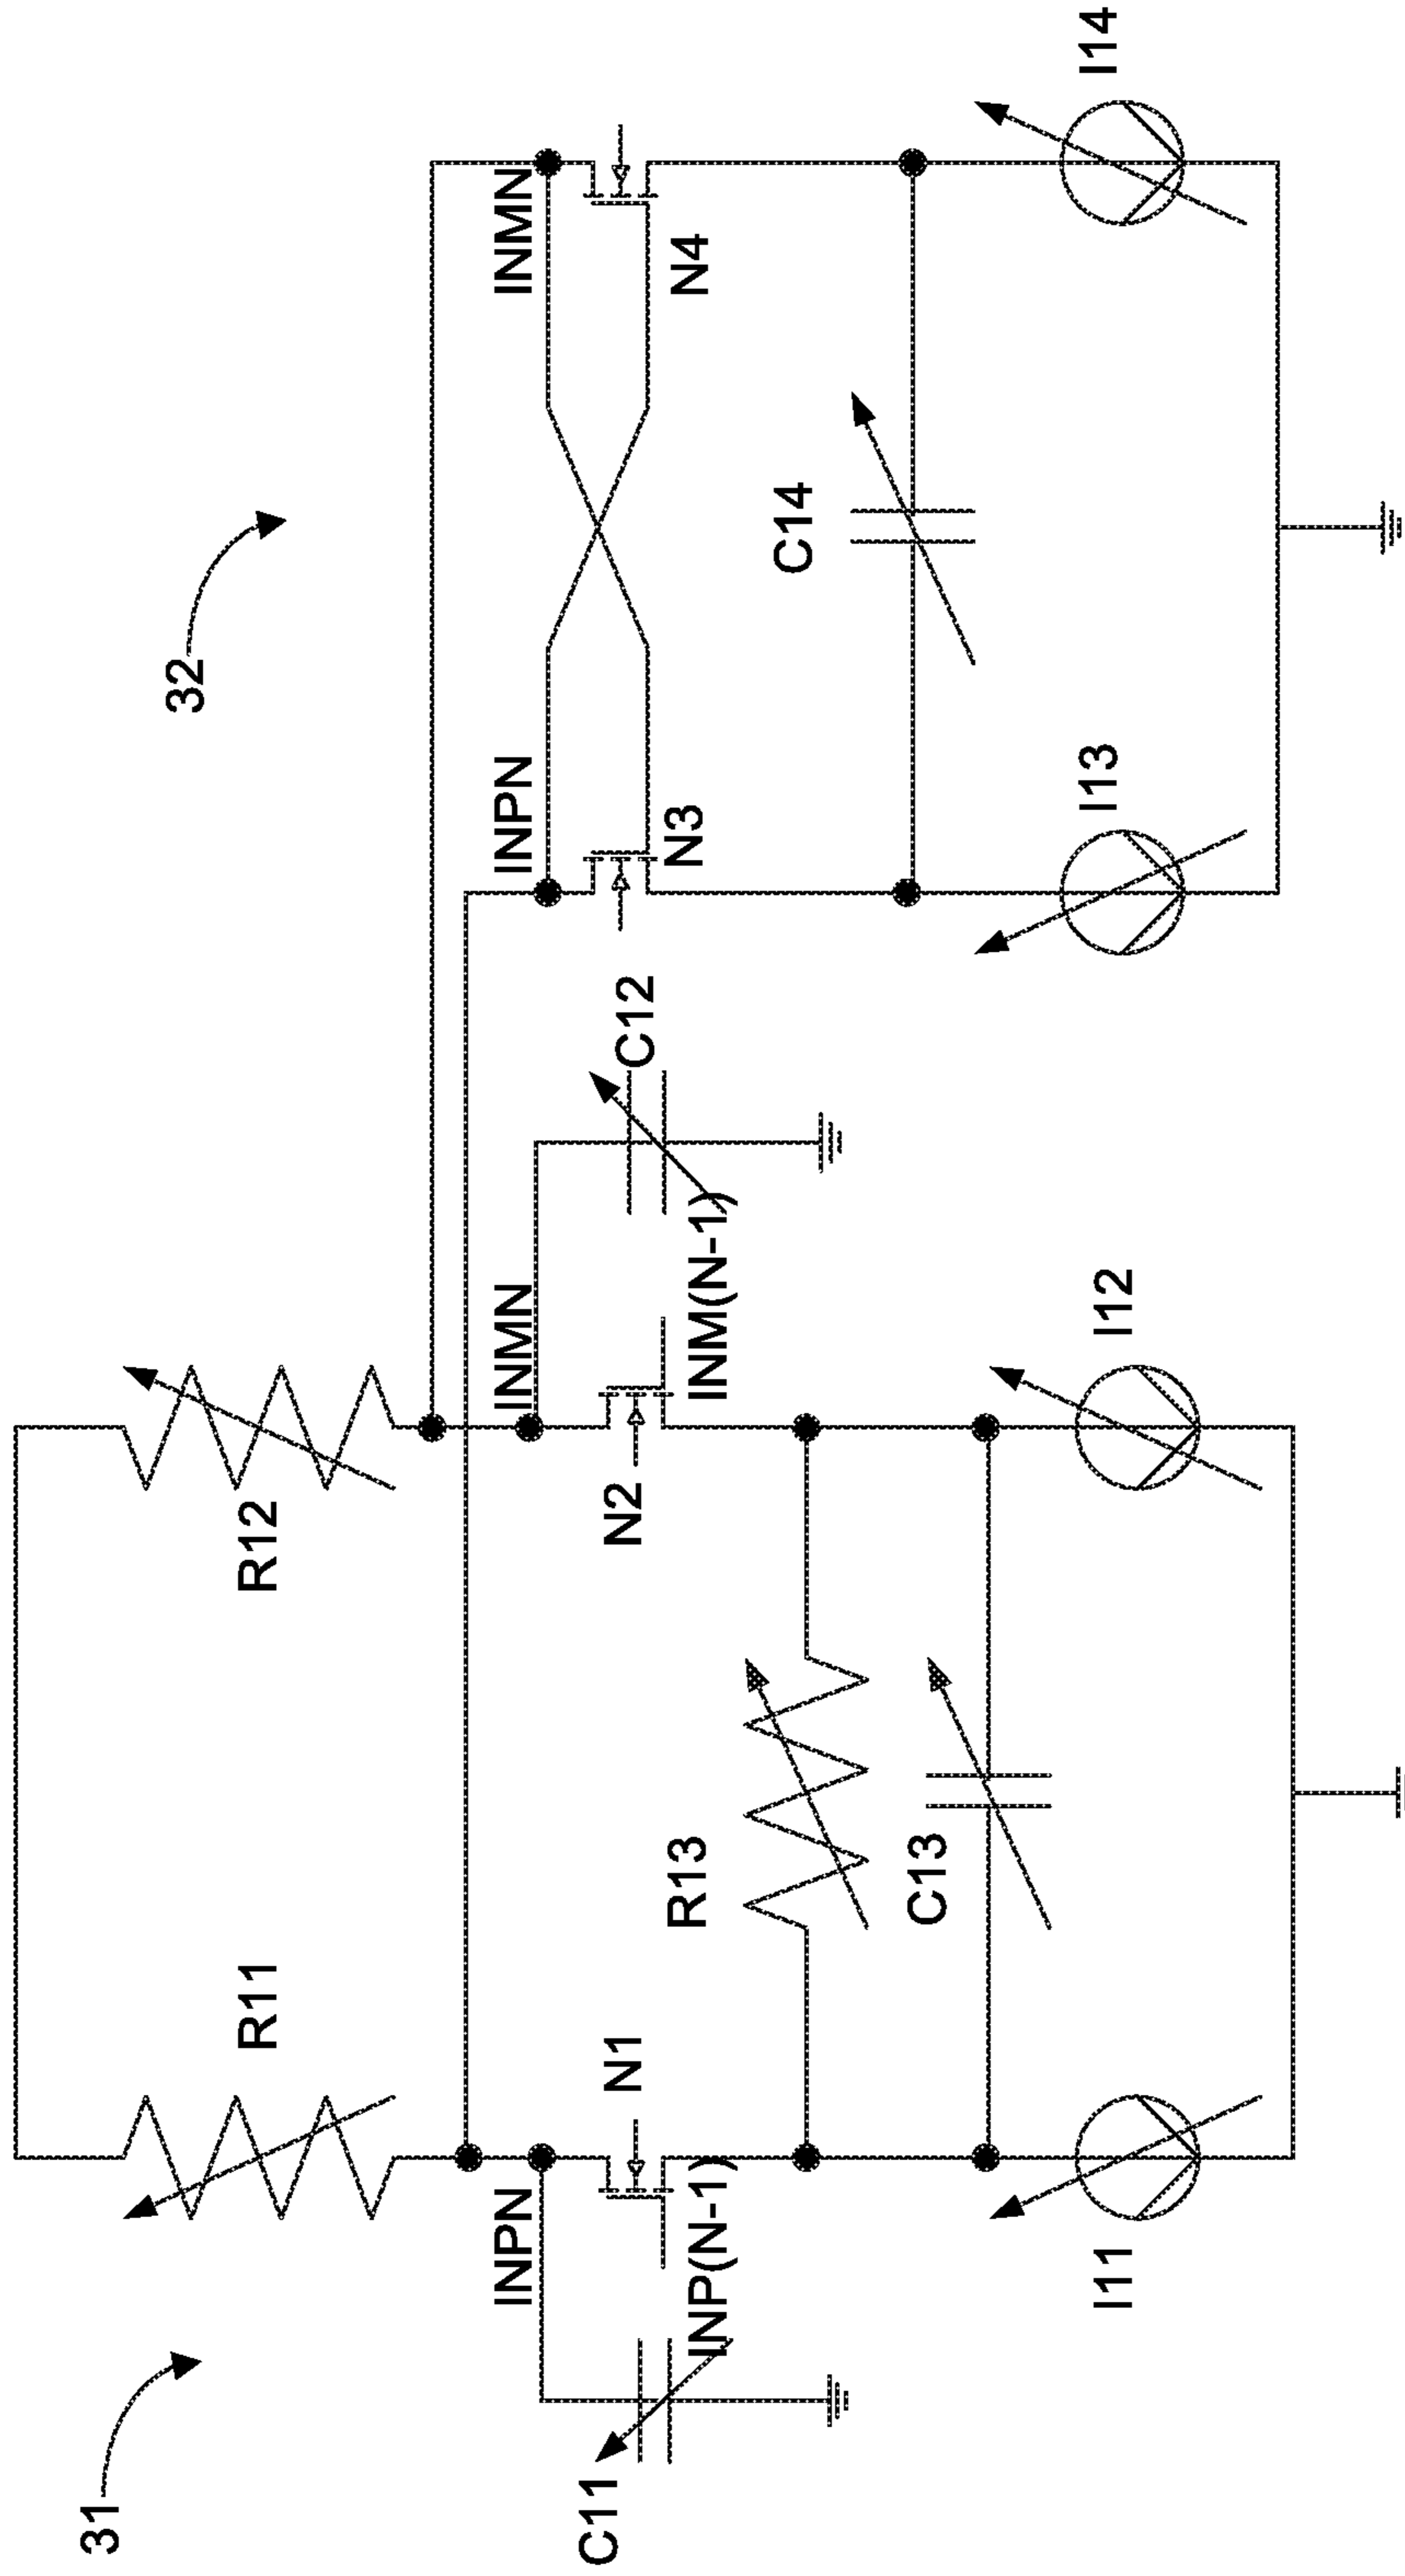 31
32
R11
R12
INPN
INMN
INPN
INMN
C11
N1
N2
C12
N3
N4
INP(N-1)
INM(N-1)
R13
C14
C13
I11
I12
I13
I14